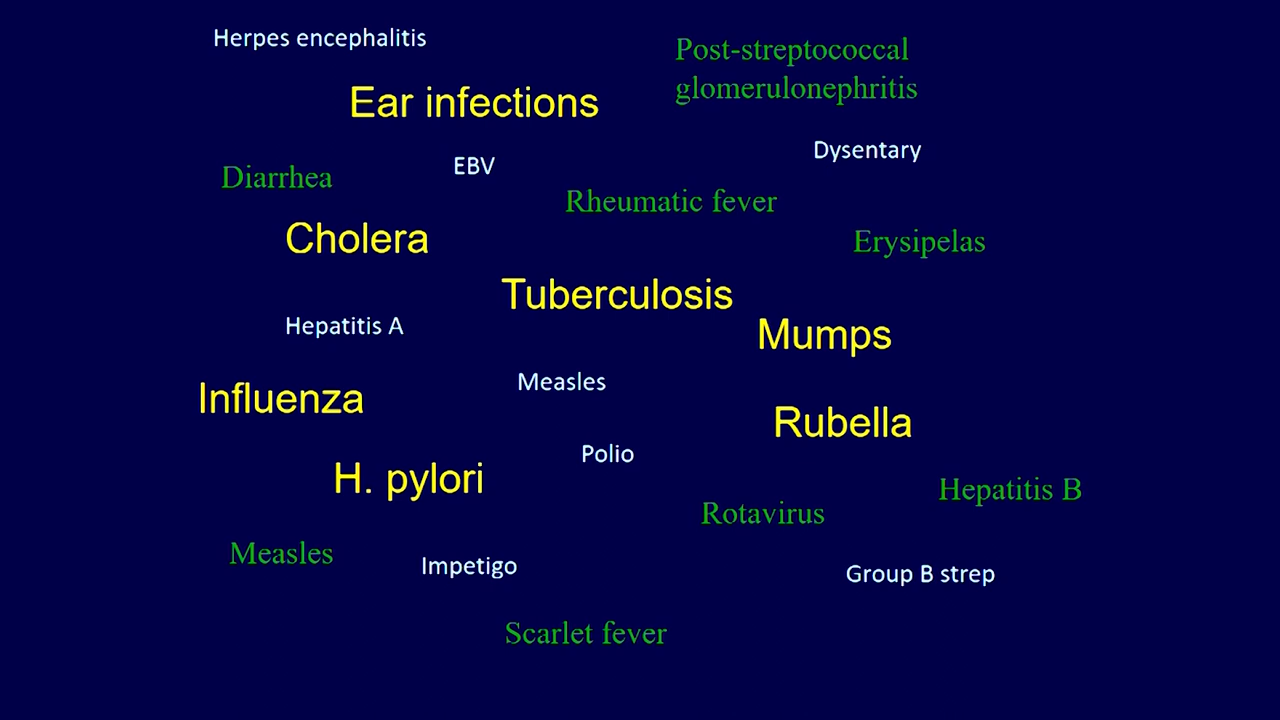 Herpes encephalitis
Post-streptococcal
glomerulonephritis
Ear infections
Dysentary
EBV
Diarrhea
Rheumatic fever
Cholera
Erysipelas
Tuberculosis
Hepatitis A
Mumps
Measles
Influenza
Rubella
Polio
H. pylori
Hepatitis B
Rotavirus
Measles
Impetigo
Group B strep
Scarlet fever